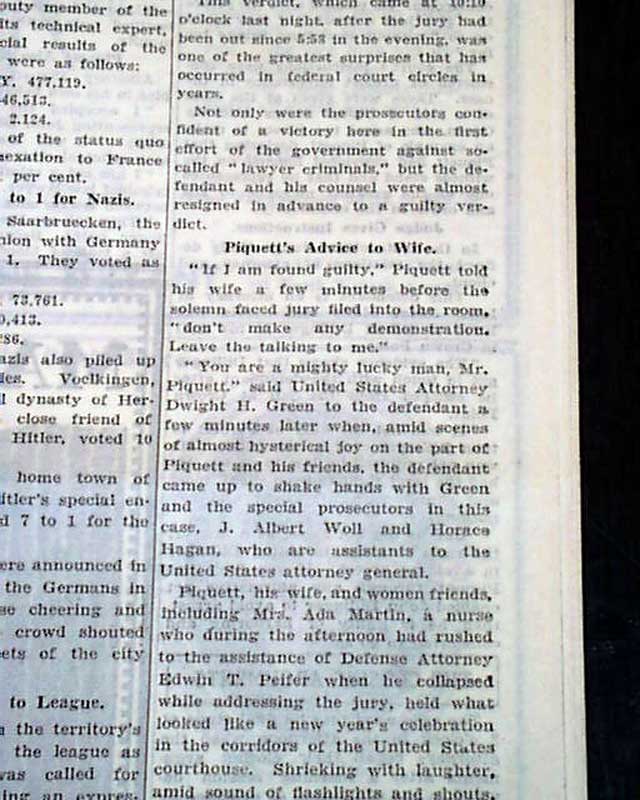 puty member of the
its technical expert,
cial results of the
were as follows:
Y, 477,119.
46,513.
2,124.
of the status quo
nexation to France
per cent.
to 1 for Nazis.
Saarbruecken, the
nion with Germany
1. They voted as
73,761.
9,413.
286.
azis also piled up
les. Voelkingen,
l dynasty of Her-
close friend of
Hitler, voted 10
home town of
itler's special en-
d 7 to 1 for the
ere announced in
the Germans in
se cheering and
crowd shouted
ets of the city
to League.
n the territory's
the league as
was called for
ing an expres-
This verdict, which came at 10:10
o'clock last night, after the jury had
been out since 5:53 in the evening, was
one of the greatest surprises that has
occurred in federal court circles in
years.
Not only were the prosecutors con-
fident of a victory here in the first
effort of the government against so-
called "lawyer criminals," but the de-
fendant and his counsel were almost
resigned in advance to a guilty ver-
dict.
Piquett's Advice to Wife.
"If I am found guilty," Piquett told
his wife a few minutes before the
solemn faced jury filed into the room,
"don't make any demonstration.
Leave the talking to me."
"You are a mighty lucky man, Mr.
Piquett," said United States Attorney
Dwight H. Green to the defendant a
few minutes later when, amid scenes
of almost hysterical joy on the part of
Piquett and his friends, the defendant
came up to shake hands with Green
and the special prosecutors in this
case, J. Albert Woll and Horace
Hagan, who are assistants to the
United States attorney general.
Piquett, his wife, and women friends,
including Mrs. Ada Martin, a nurse
who during the afternoon had rushed
to the assistance of Defense Attorney
Edwin T. Peifer when he collapsed
while addressing the jury, held what
looked like a new year's celebration
in the corridors of the United States
courthouse. Shrieking with laughter,
amid sound of flashlights and shouts,